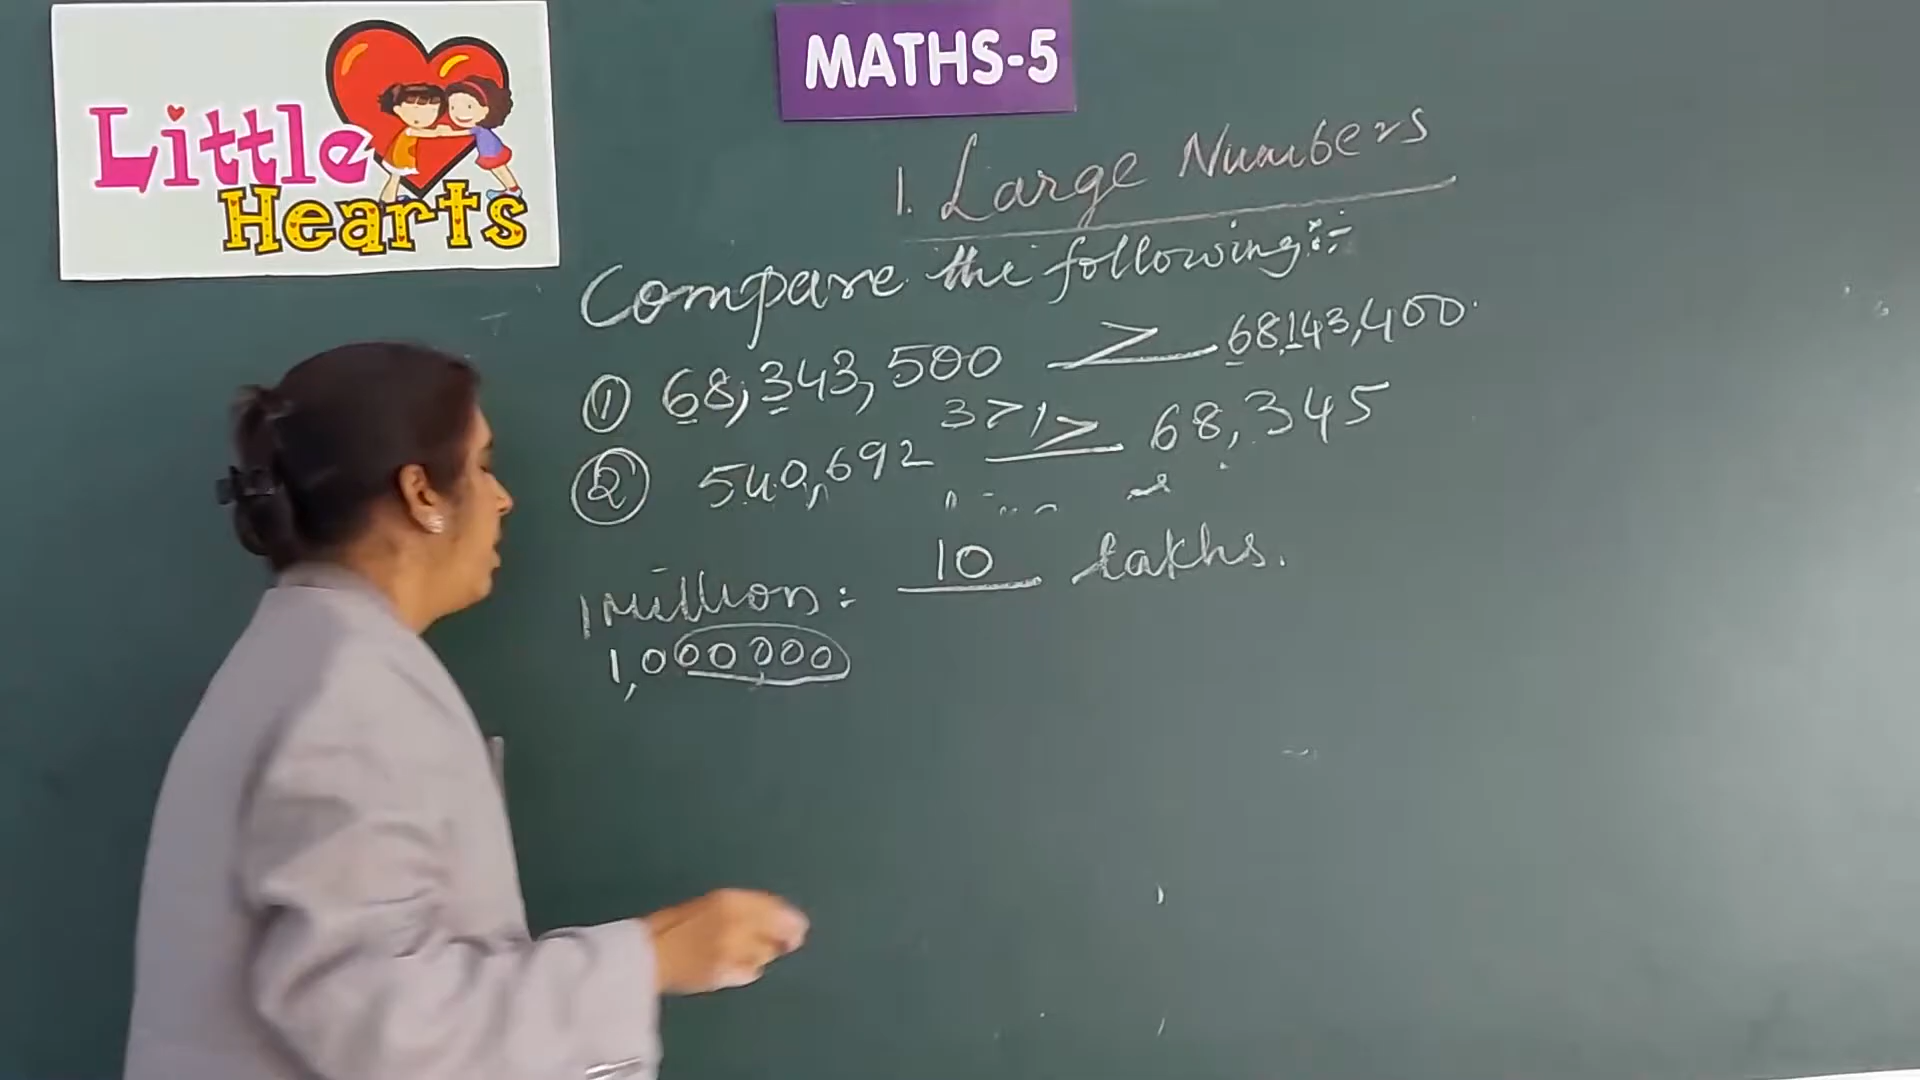 Little
Hearts
MATHS-5
1. Large Numbers
Compare the following:-
① 68,343,500 > 68,143,400.
3>1
② 540,692 > 68,345
1 Million = 10 lakhs.
1,000,000